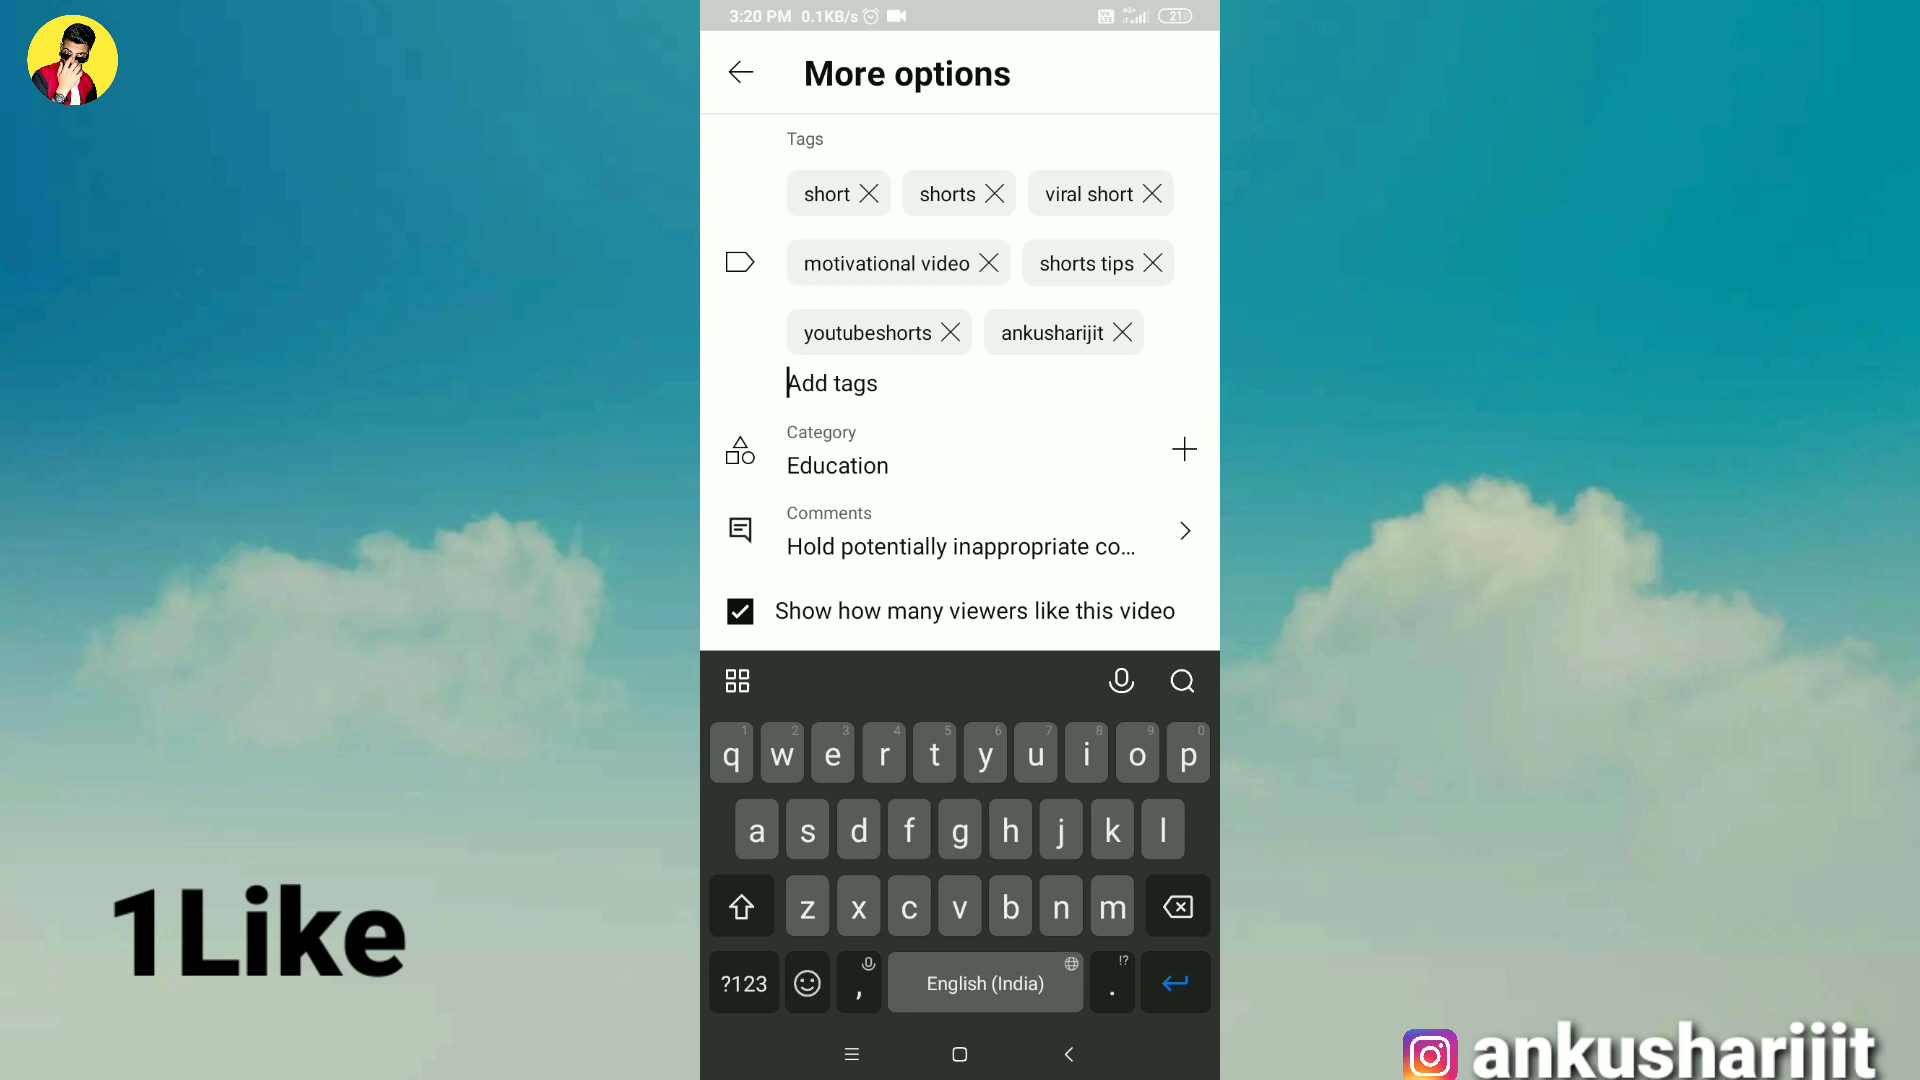 3:20 PM 0.1KB/s 4G+ 21
More options
Tags
short shorts viral short
motivational video shorts tips
youtubeshorts ankusharijit
Add tags
Category
Education
Comments
Hold potentially inappropriate co...
Show how many viewers like this video
1 2 3 4 5 6 7 8 9 0
q w e r t y u i o p
a s d f g h j k l
z x c v b n m
?123 , English (India) !? .
1Like
ankusharijit